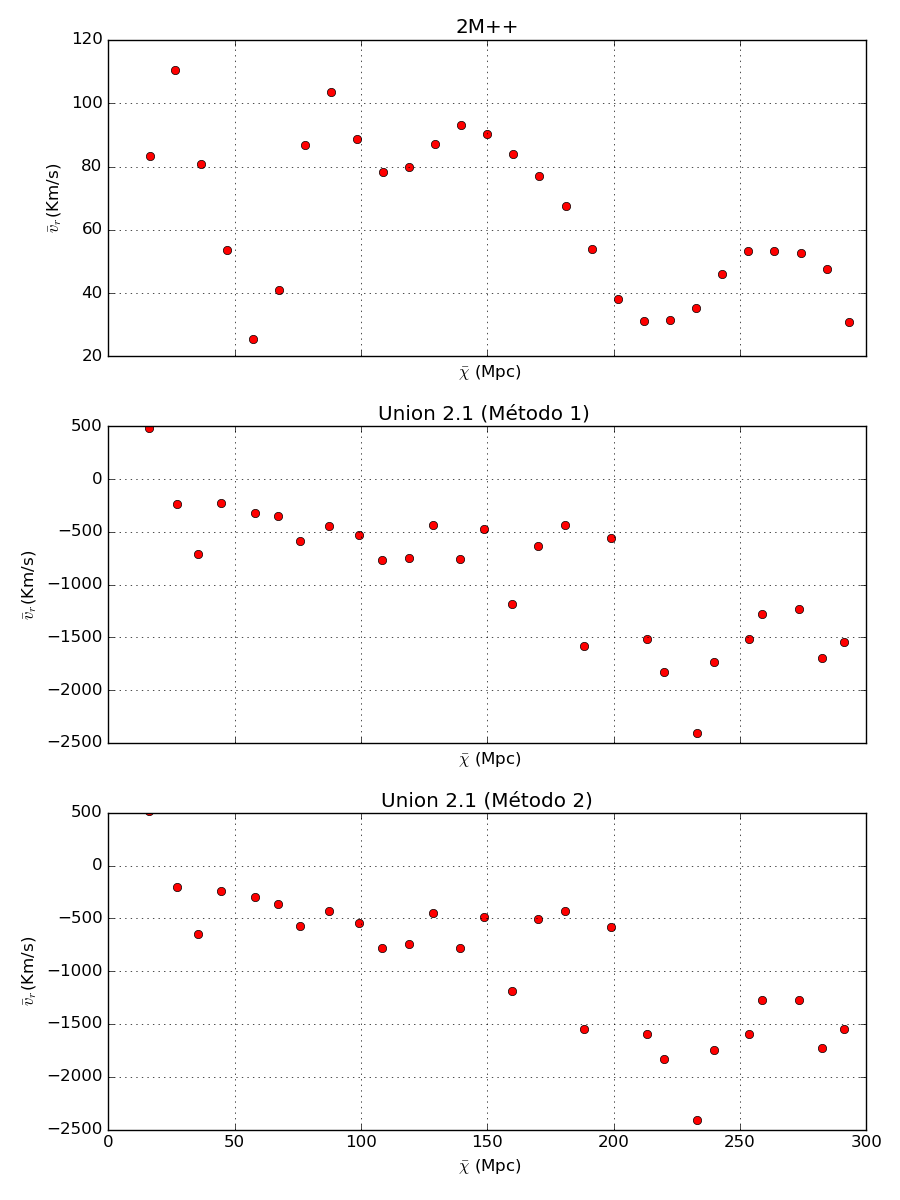 2M++
120
100
80
60
40
20
v̄_r (Km/s)
χ̄ (Mpc)
Union 2.1 (Método 1)
500
0
−500
−1000
−1500
−2000
−2500
v̄_r (Km/s)
χ̄ (Mpc)
Union 2.1 (Método 2)
500
0
−500
−1000
−1500
−2000
−2500
v̄_r (Km/s)
0 50 100 150 200 250 300
χ̄ (Mpc)